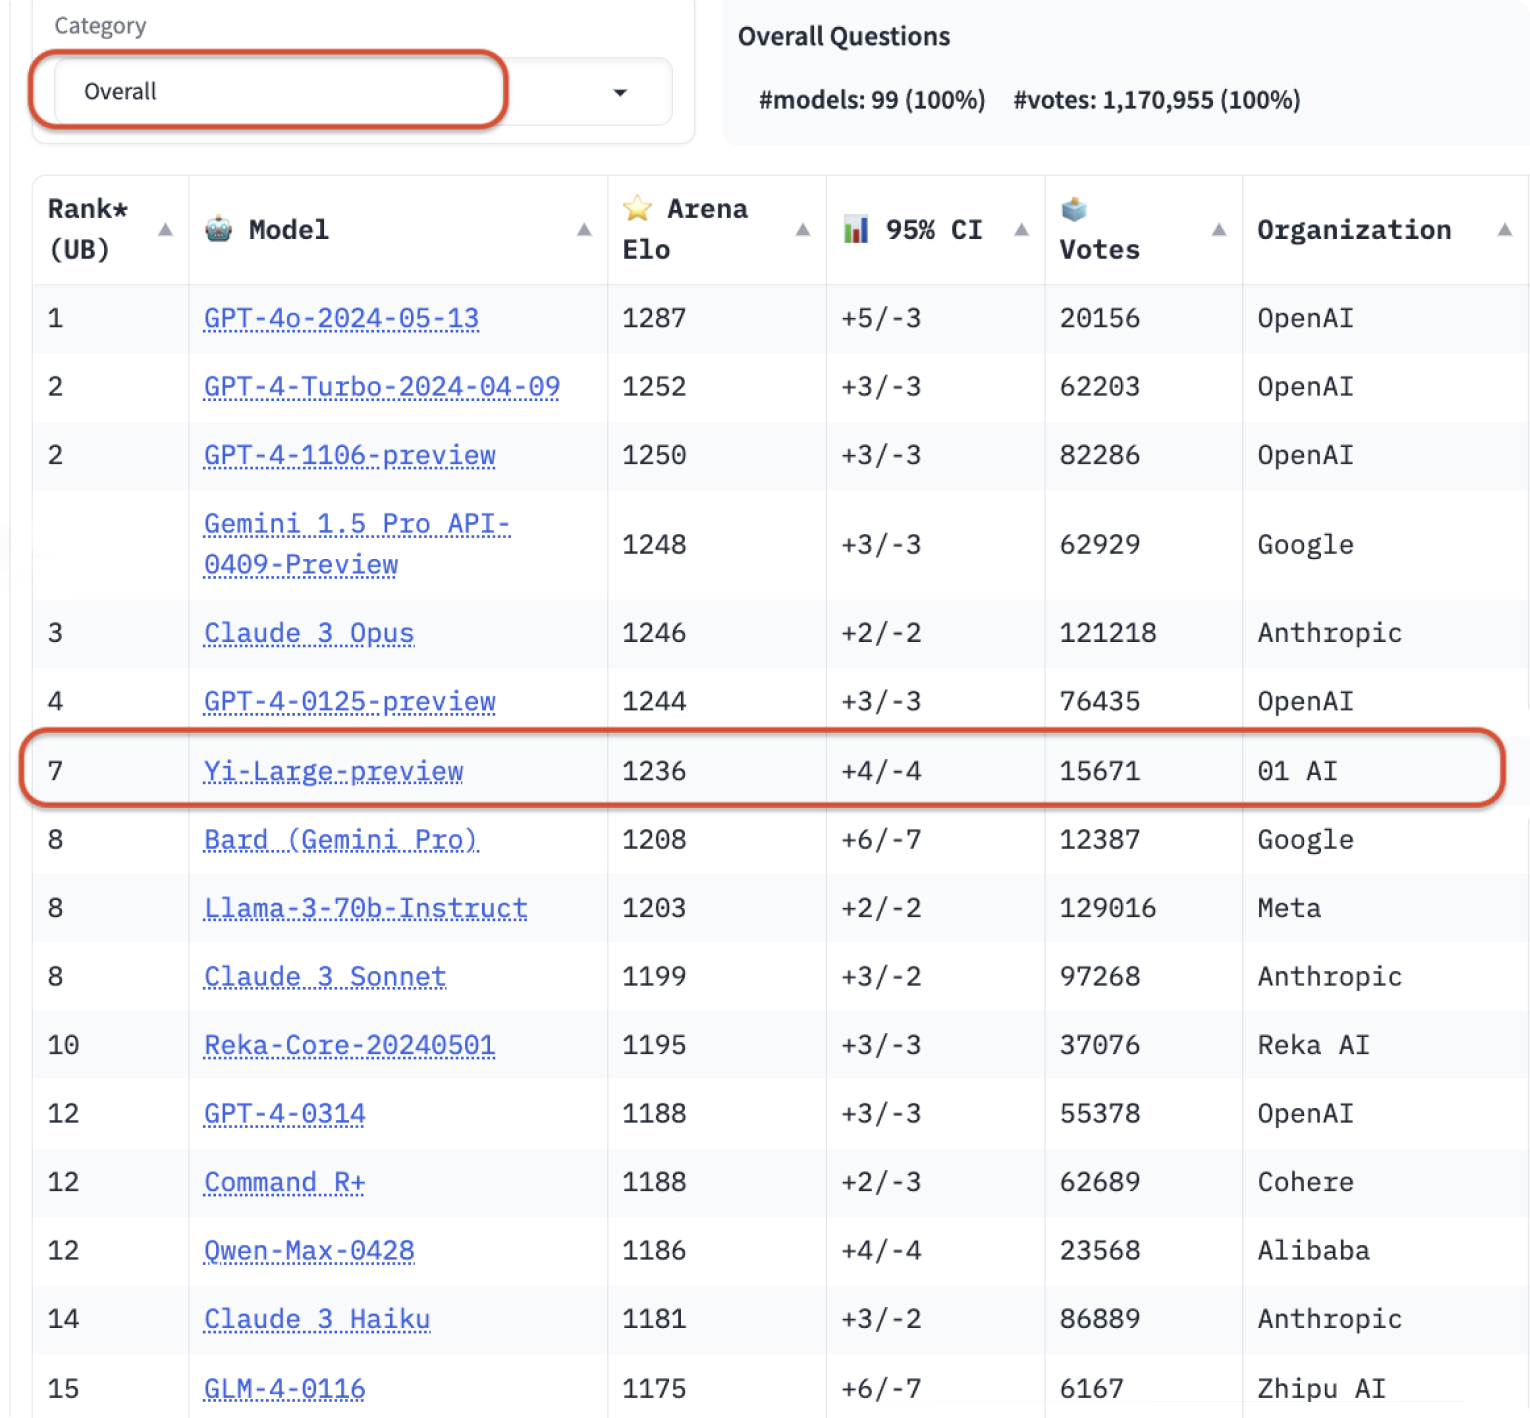 Category
Overall
Overall Questions
#models: 99 (100%) #votes: 1,170,955 (100%)
Rank* (UB) Model Arena Elo 95% CI Votes Organization
1 GPT-4o-2024-05-13 1287 +5/-3 20156 OpenAI
2 GPT-4-Turbo-2024-04-09 1252 +3/-3 62203 OpenAI
2 GPT-4-1106-preview 1250 +3/-3 82286 OpenAI
Gemini 1.5 Pro API-0409-Preview 1248 +3/-3 62929 Google
3 Claude 3 Opus 1246 +2/-2 121218 Anthropic
4 GPT-4-0125-preview 1244 +3/-3 76435 OpenAI
7 Yi-Large-preview 1236 +4/-4 15671 01 AI
8 Bard (Gemini Pro) 1208 +6/-7 12387 Google
8 Llama-3-70b-Instruct 1203 +2/-2 129016 Meta
8 Claude 3 Sonnet 1199 +3/-2 97268 Anthropic
10 Reka-Core-20240501 1195 +3/-3 37076 Reka AI
12 GPT-4-0314 1188 +3/-3 55378 OpenAI
12 Command R+ 1188 +2/-3 62689 Cohere
12 Qwen-Max-0428 1186 +4/-4 23568 Alibaba
14 Claude 3 Haiku 1181 +3/-2 86889 Anthropic
15 GLM-4-0116 1175 +6/-7 6167 Zhipu AI